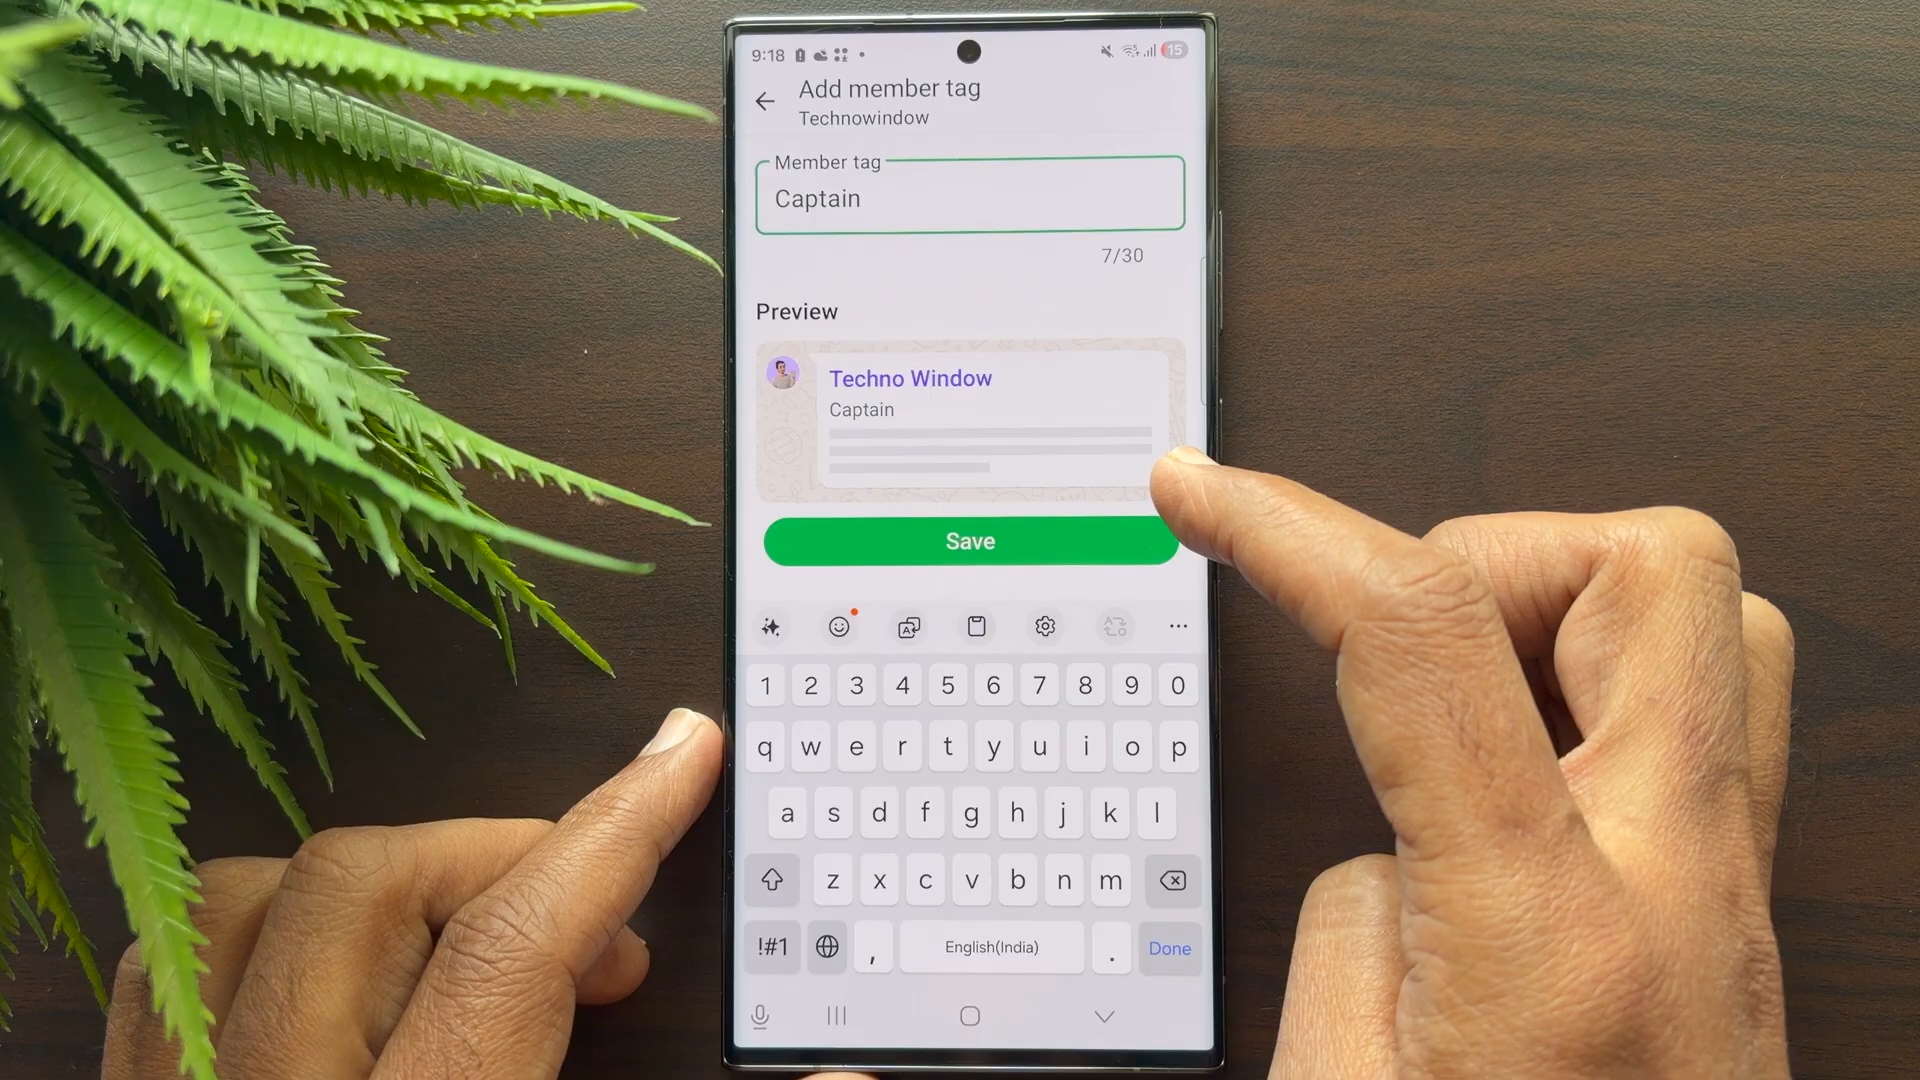 9:18
15
Add member tag
Technowindow
Member tag
Captain
7/30
Preview
Techno Window
Captain
Save
1 2 3 4 5 6 7 8 9 0
q w e r t y u i o p
a s d f g h j k l
z x c v b n m
!#1 , English(India) . Done